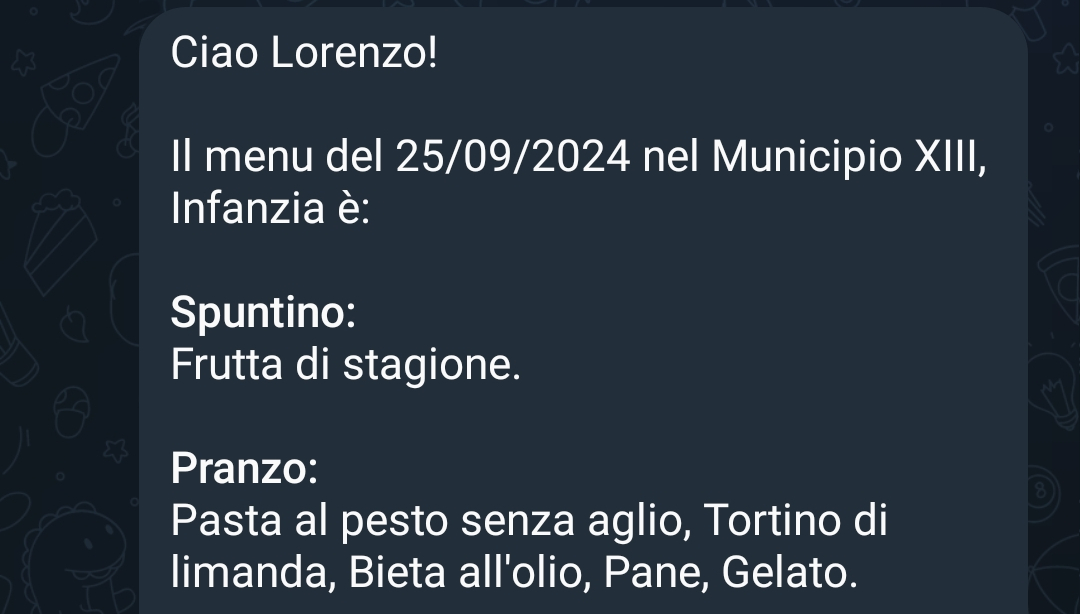 Ciao Lorenzo!
Il menu del 25/09/2024 nel Municipio XIII,
Infanzia è:
Spuntino:
Frutta di stagione.
Pranzo:
Pasta al pesto senza aglio, Tortino di
limanda, Bieta all'olio, Pane, Gelato.